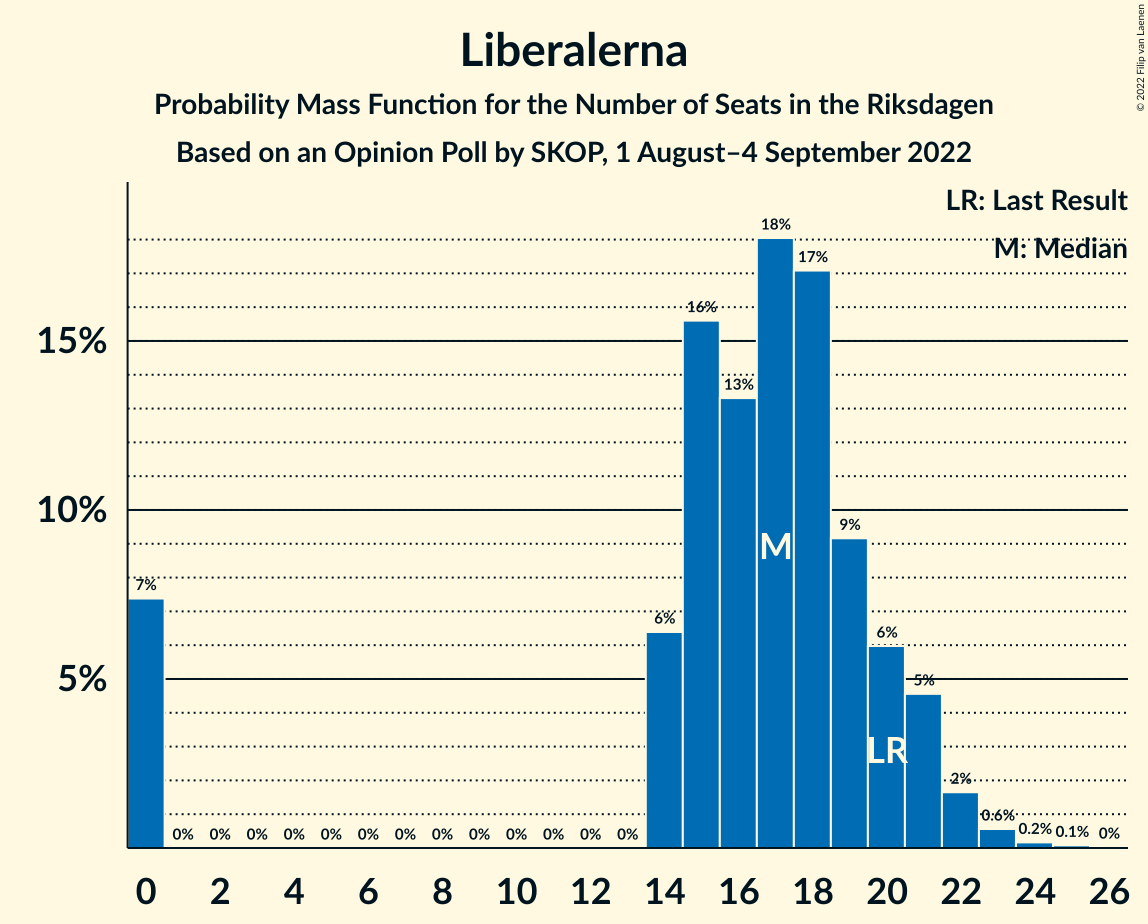 © 2022 Filip van Laenen
Liberalerna
Probability Mass Function for the Number of Seats in the Riksdagen
Based on an Opinion Poll by SKOP, 1 August–4 September 2022
LR: Last Result
M: Median
18%
17%
16%
15%
13%
10%
9%
M
7%
6%
6%
5%
5%
LR
2%
0.6%
0% 0% 0% 0% 0% 0% 0% 0% 0% 0% 0% 0% 0% 0.2% 0.1% 0%
0 2 4 6 8 10 12 14 16 18 20 22 24 26